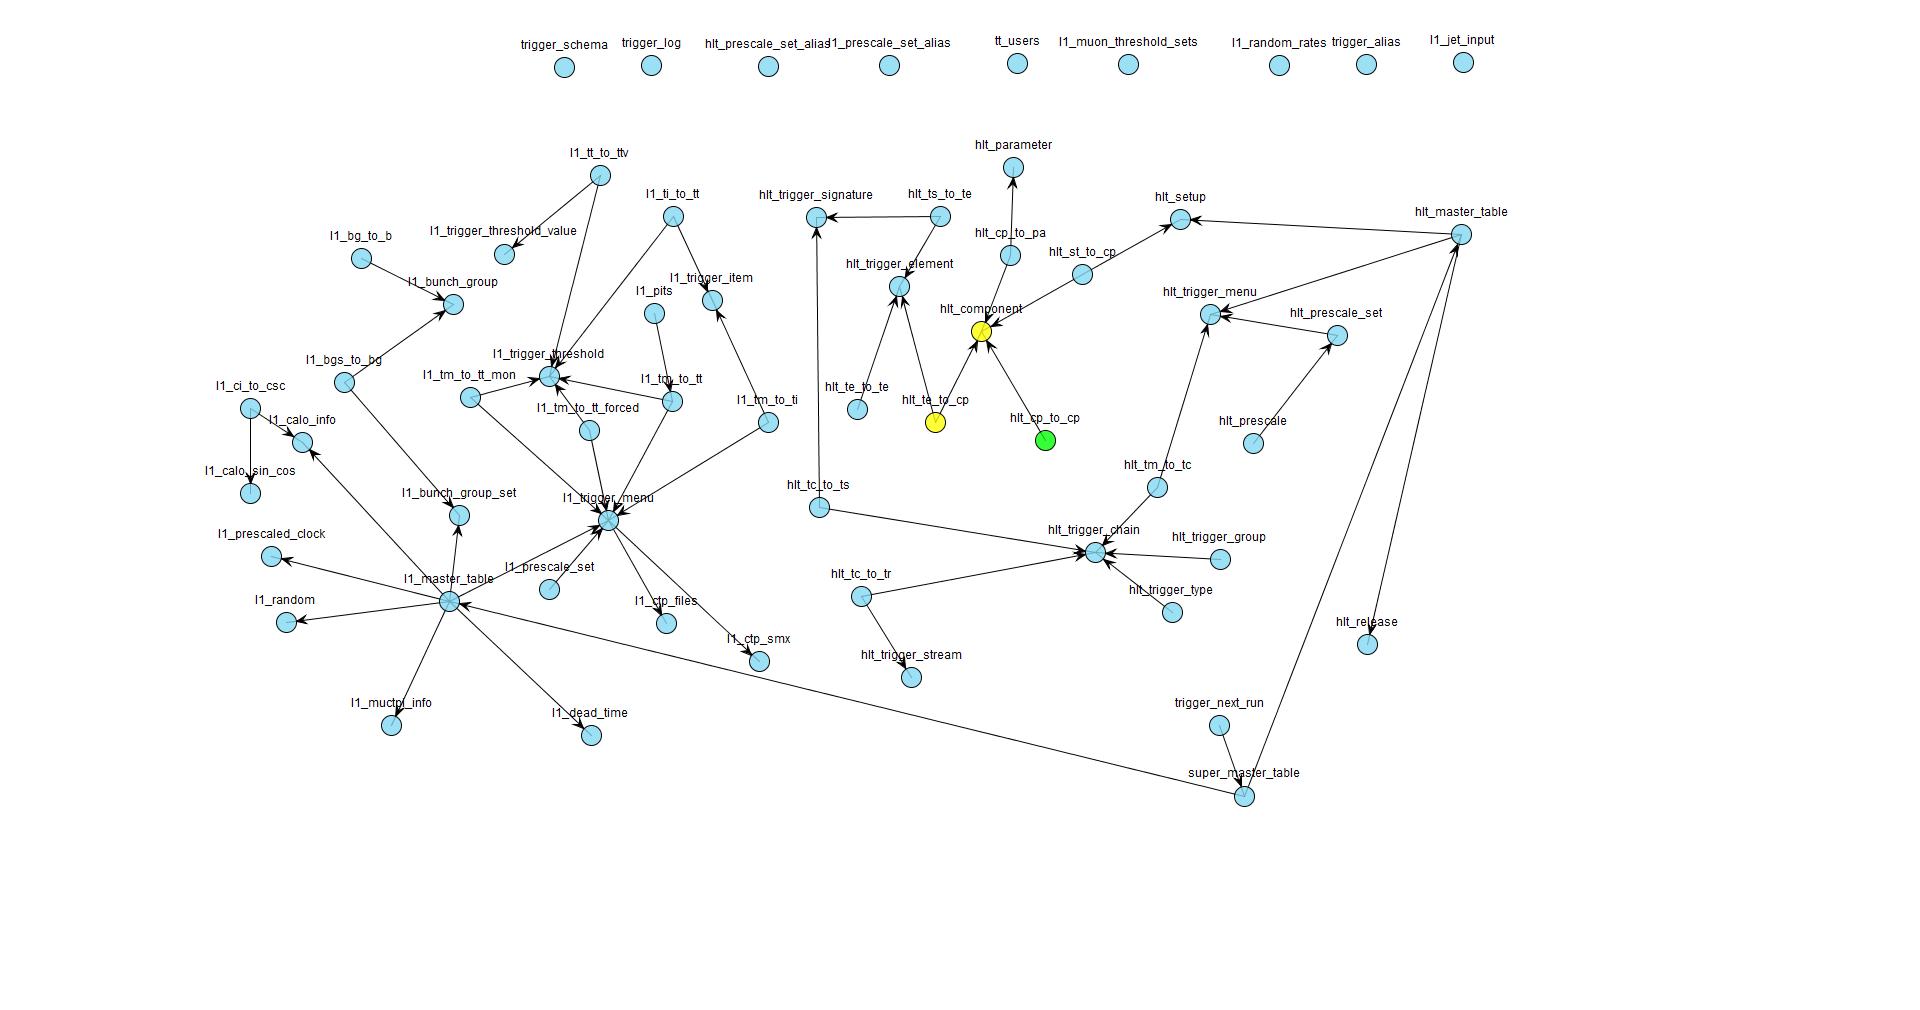 trigger_schema
trigger_log
hlt_prescale_set_alias
l1_prescale_set_alias
tt_users
l1_muon_threshold_sets
l1_random_rates
trigger_alias
l1_jet_input
hlt_parameter
l1_tt_to_ttv
l1_ti_to_tt
hlt_trigger_signature
hlt_ts_to_te
hlt_setup
hlt_master_table
l1_bg_to_b
l1_trigger_threshold_value
hlt_cp_to_pa
hlt_st_to_cp
hlt_trigger_element
l1_bunch_group
l1_trigger_item
l1_pits
hlt_trigger_menu
hlt_component
hlt_prescale_set
l1_bgs_to_bg
l1_trigger_threshold
l1_tm_to_tt_mon
l1_tm_to_tt
l1_ci_to_csc
hlt_te_to_te
l1_tm_to_ti
hlt_te_to_cp
l1_tm_to_tt_forced
hlt_cp_to_cp
l1_calo_info
hlt_prescale
l1_calo_sin_cos
hlt_tm_to_tc
hlt_tc_to_ts
l1_bunch_group_set
l1_trigger_menu
l1_prescaled_clock
hlt_trigger_chain
hlt_trigger_group
l1_prescale_set
hlt_tc_to_tr
l1_master_table
hlt_trigger_type
l1_random
l1_ctp_files
hlt_release
l1_ctp_smx
hlt_trigger_stream
l1_muctpi_info
trigger_next_run
l1_dead_time
super_master_table